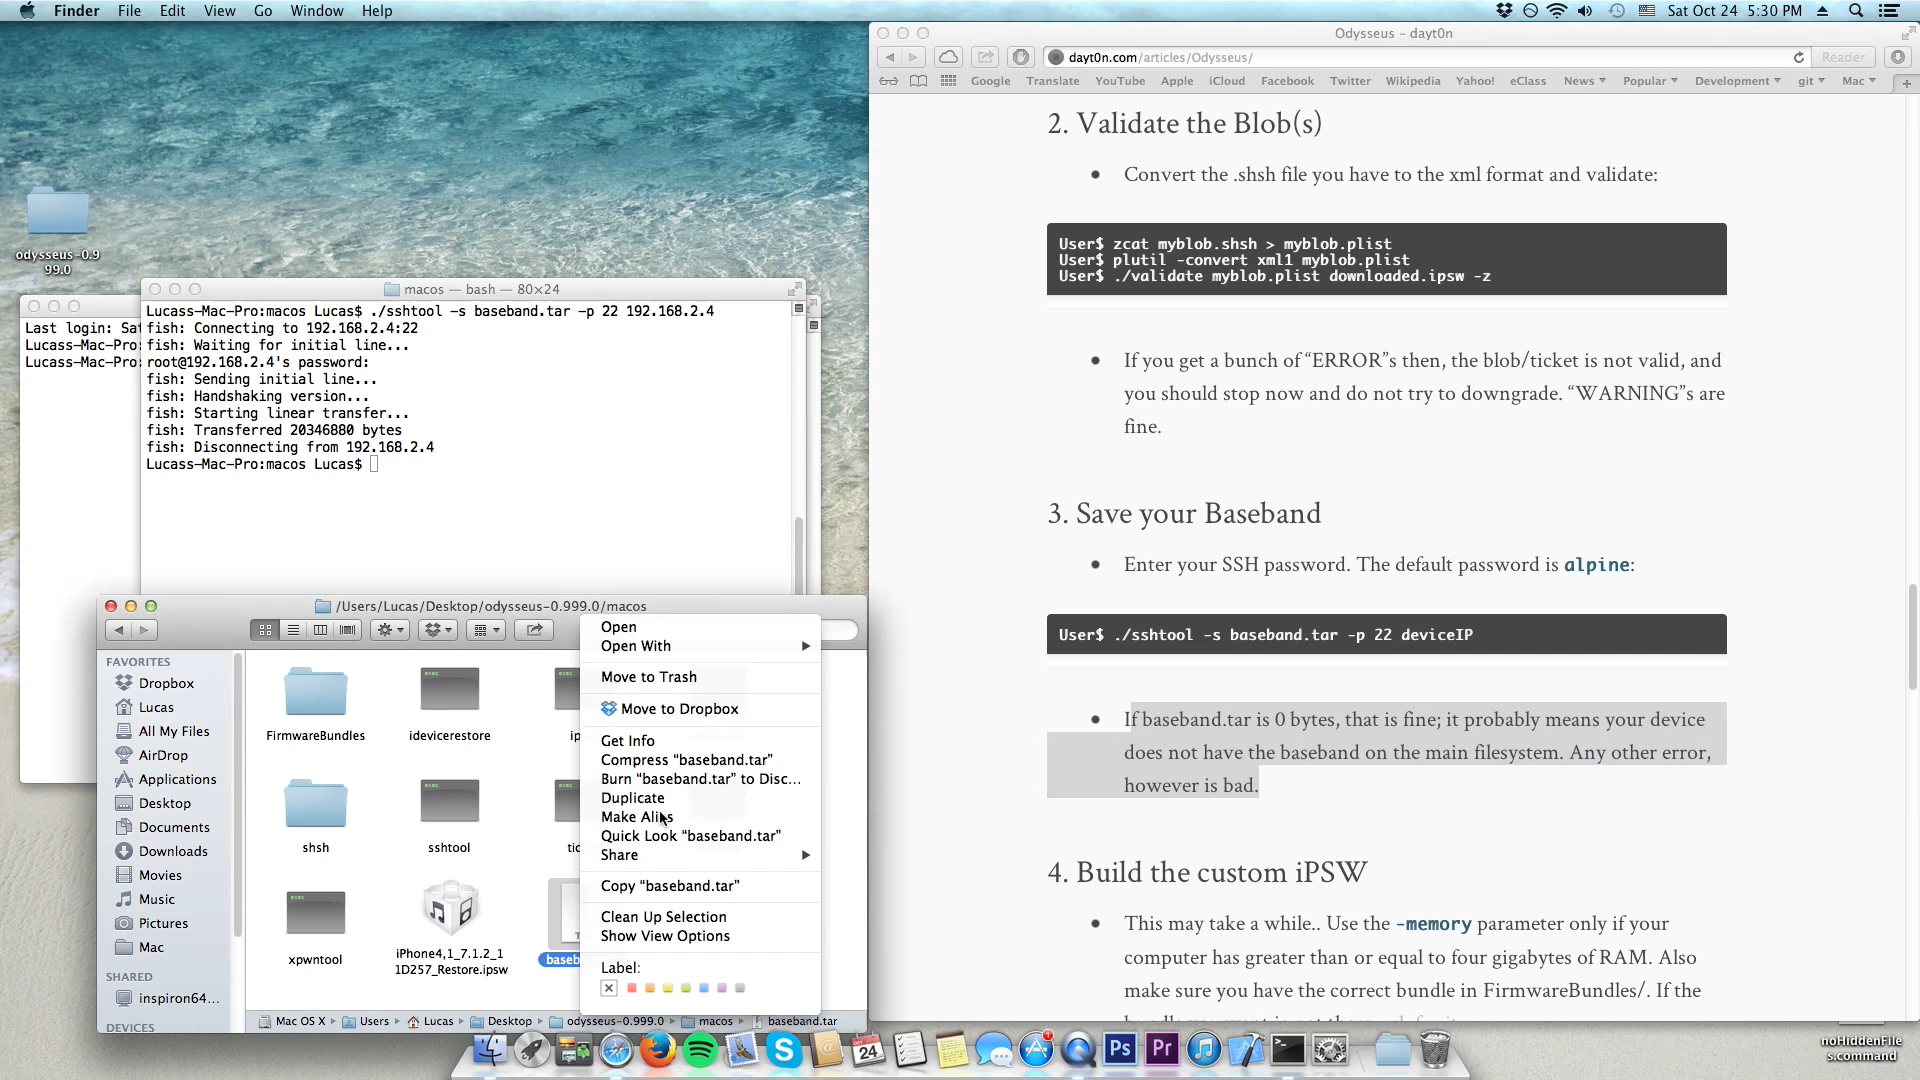 Finder File Edit View Go Window Help
Sat Oct 24 5:30 PM
odysseus-0.9
99.0
Last login: Sat
Lucass-Mac-Pro:
Lucass-Mac-Pro:
macos — bash — 80×24
Lucass-Mac-Pro:macos Lucas$ ./sshtool -s baseband.tar -p 22 192.168.2.4
fish: Connecting to 192.168.2.4:22
fish: Waiting for initial line...
root@192.168.2.4's password:
fish: Sending initial line...
fish: Handshaking version...
fish: Starting linear transfer...
fish: Transferred 20346880 bytes
fish: Disconnecting from 192.168.2.4
Lucass-Mac-Pro:macos Lucas$
/Users/Lucas/Desktop/odysseus-0.999.0/macos
FAVORITES
Dropbox
Lucas
All My Files
AirDrop
Applications
Desktop
Documents
Downloads
Movies
Music
Pictures
Mac
SHARED
inspiron64...
DEVICES
FirmwareBundles
idevicerestore
ip
shsh
sshtool
tic
xpwntool
iPhone4,1_7.1.2_1
1D257_Restore.ipsw
baseb
exec
exec
exec
exec
exec
Mac OS X Users Lucas Desktop odysseus-0.999.0 macos baseband.tar
Open
Open With
Move to Trash
Move to Dropbox
Get Info
Compress “baseband.tar”
Burn “baseband.tar” to Disc...
Duplicate
Make Alias
Quick Look “baseband.tar”
Share
Copy “baseband.tar”
Clean Up Selection
Show View Options
Label:
Odysseus – dayt0n
dayt0n.com/articles/Odysseus/
Reader
Google Translate YouTube Apple iCloud Facebook Twitter Wikipedia Yahoo! eClass News Popular Development git Mac
2. Validate the Blob(s)
Convert the .shsh file you have to the xml format and validate:
User$ zcat myblob.shsh > myblob.plist
User$ plutil -convert xml1 myblob.plist
User$ ./validate myblob.plist downloaded.ipsw -z
If you get a bunch of “ERROR”s then, the blob/ticket is not valid, and
you should stop now and do not try to downgrade. “WARNING”s are
fine.
3. Save your Baseband
Enter your SSH password. The default password is alpine:
User$ ./sshtool -s baseband.tar -p 22 deviceIP
If baseband.tar is 0 bytes, that is fine; it probably means your device
does not have the baseband on the main filesystem. Any other error,
however is bad.
4. Build the custom iPSW
This may take a while.. Use the -memory parameter only if your
computer has greater than or equal to four gigabytes of RAM. Also
make sure you have the correct bundle in FirmwareBundles/. If the
OCT
24
Ps
Pr
noHiddenFile
s.command